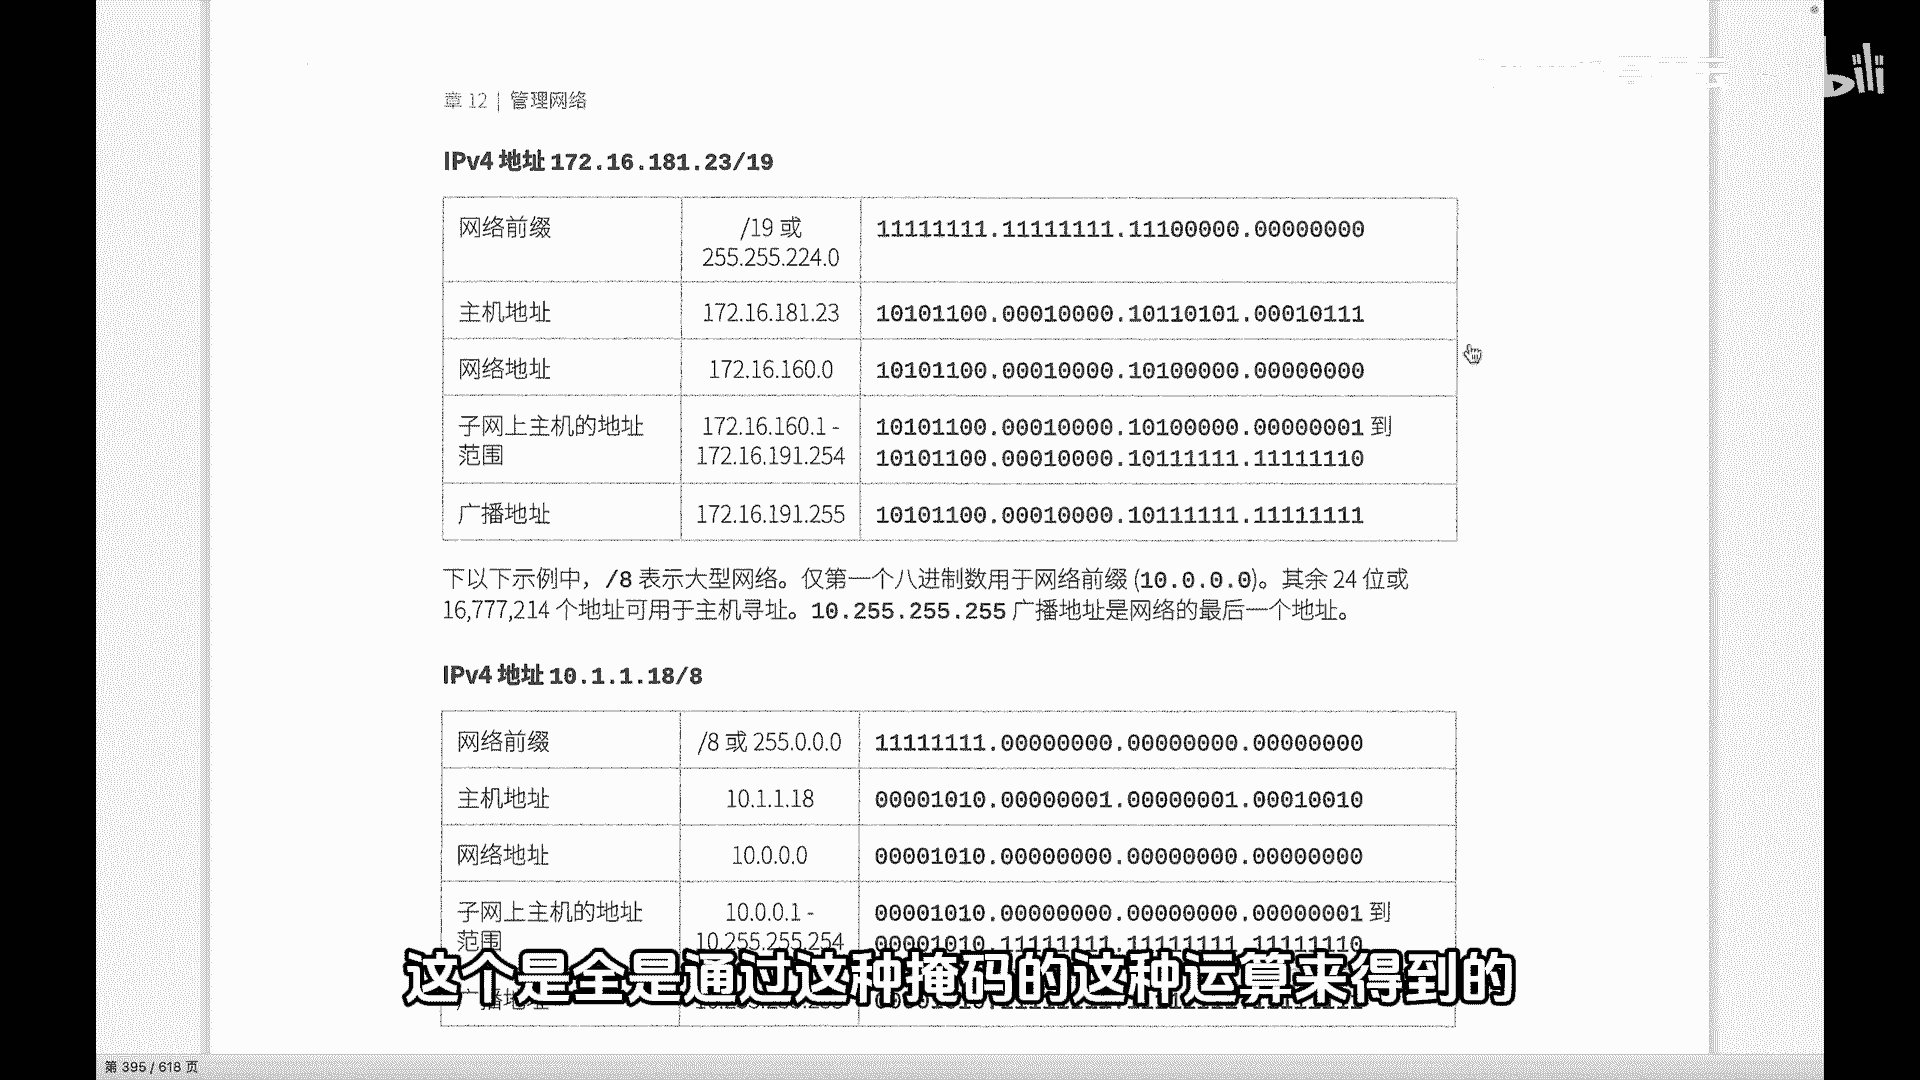 bili
章 12 | 管理网络
IPv4 地址 172.16.181.23/19
网络前缀
/19 或
255.255.224.0
11111111.11111111.11100000.00000000
主机地址
172.16.181.23
10101100.00010000.10110101.00010111
网络地址
172.16.160.0
10101100.00010000.10100000.00000000
子网上主机的地址
范围
172.16.160.1 -
172.16.191.254
10101100.00010000.10100000.00000001 到
10101100.00010000.10111111.11111110
广播地址
172.16.191.255
10101100.00010000.10111111.11111111
下以下示例中，/8 表示大型网络。仅第一个八进制数用于网络前缀 (10.0.0.0)。其余 24 位或
16,777,214 个地址可用于主机寻址。10.255.255.255 广播地址是网络的最后一个地址。
IPv4 地址 10.1.1.18/8
网络前缀
/8 或 255.0.0.0
11111111.00000000.00000000.00000000
主机地址
10.1.1.18
00001010.00000001.00000001.00010010
网络地址
10.0.0.0
00001010.00000000.00000000.00000000
子网上主机的地址
范围
10.0.0.1 -
10.255.255.254
00001010.00000000.00000000.00000001 到
00001010.11111111.11111111.11111110
这个是全是通过这种掩码的这种运算来得到的
第 395 / 618 页